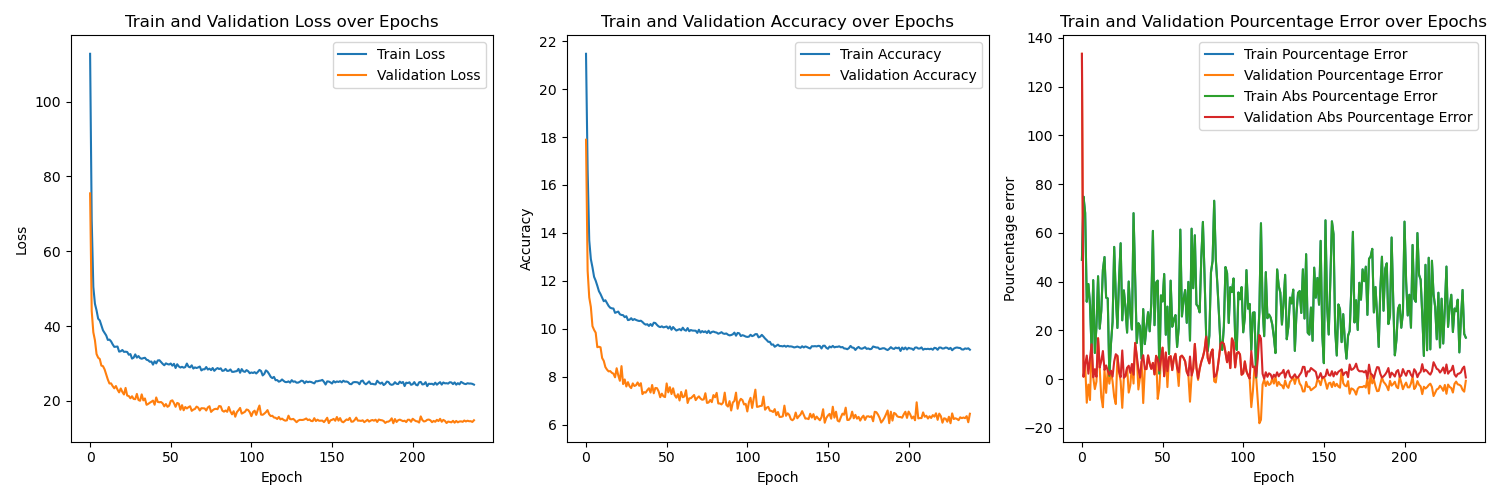 Train and Validation Loss over Epochs
Train Loss
Validation Loss
100
80
60
40
20
0
50
100
150
200
Loss
Epoch
Train and Validation Accuracy over Epochs
Train Accuracy
Validation Accuracy
22
20
18
16
14
12
10
8
6
0
50
100
150
200
Accuracy
Epoch
Train and Validation Pourcentage Error over Epochs
Train Pourcentage Error
Validation Pourcentage Error
Train Abs Pourcentage Error
Validation Abs Pourcentage Error
140
120
100
80
60
40
20
0
−20
0
50
100
150
200
Pourcentage error
Epoch